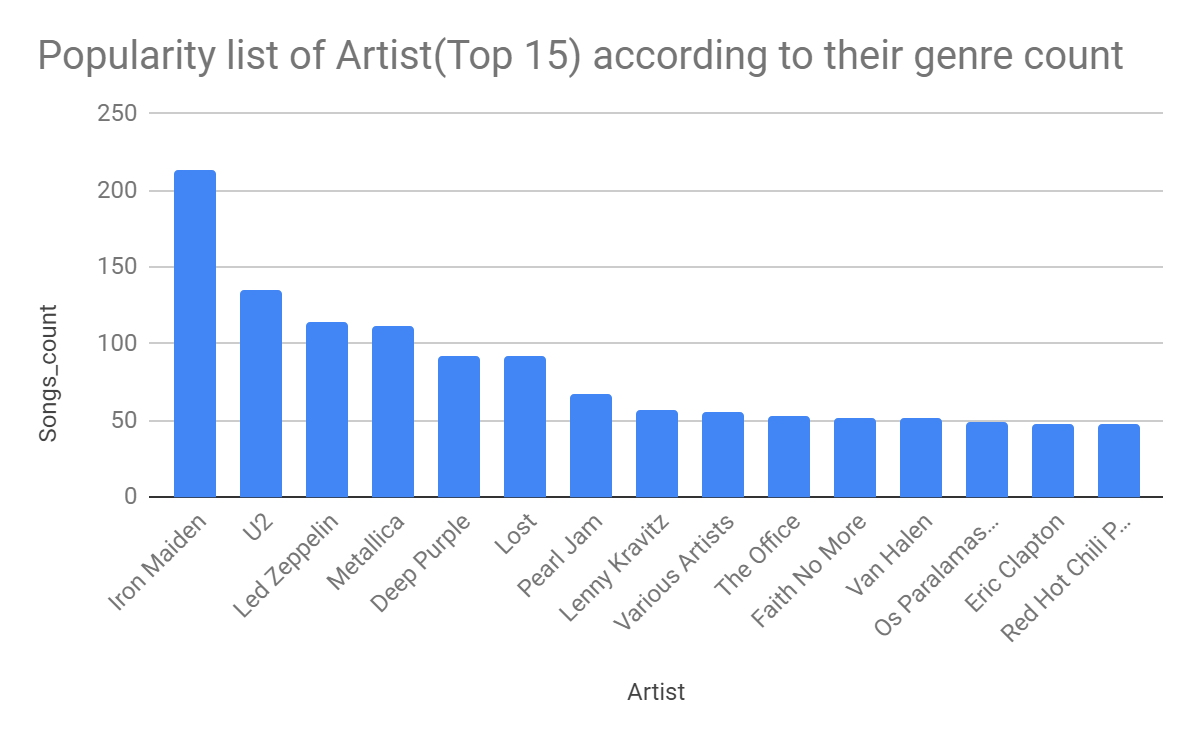 Popularity list of Artist(Top 15) according to their genre count
250
200
150
100
50
0
Songs_count
Iron Maiden
U2
Led Zeppelin
Metallica
Deep Purple
Lost
Pearl Jam
Lenny Kravitz
Various Artists
The Office
Faith No More
Van Halen
Os Paralamas…
Eric Clapton
Red Hot Chili P…
Artist